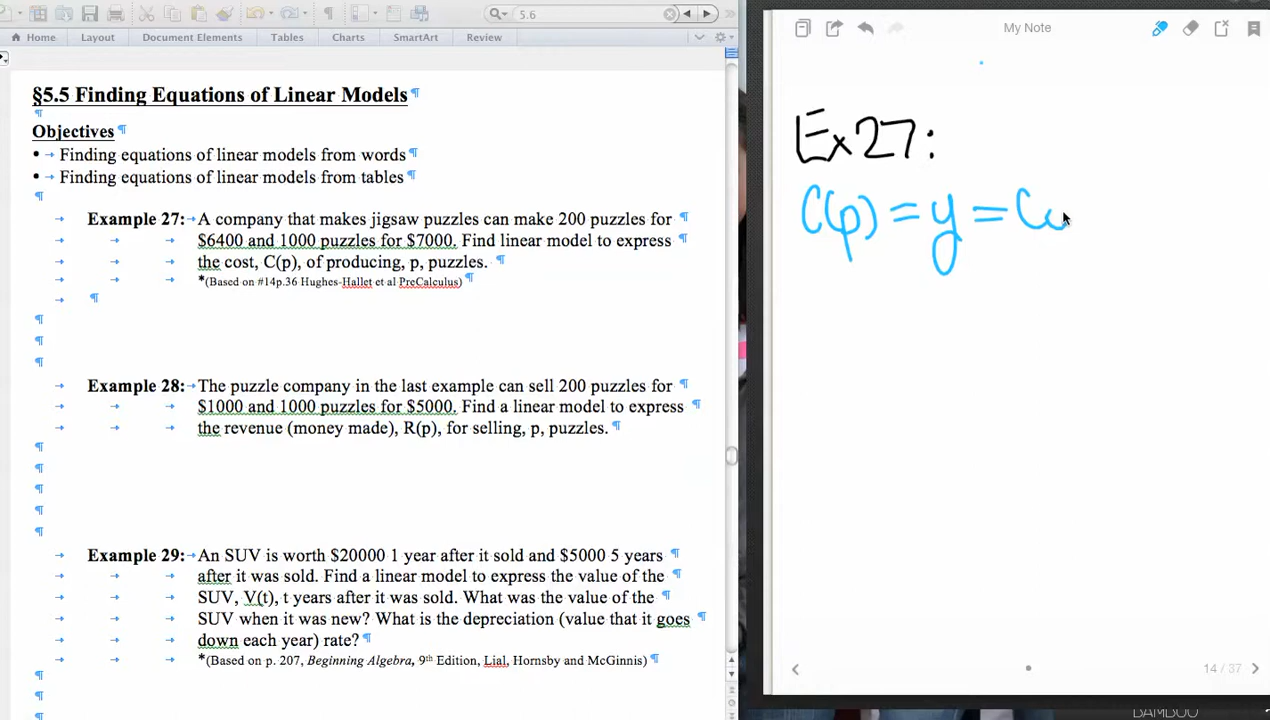 5.6
Home Layout Document Elements Tables Charts SmartArt Review
§5.5 Finding Equations of Linear Models
Objectives
• Finding equations of linear models from words
• Finding equations of linear models from tables
Example 27: A company that makes jigsaw puzzles can make 200 puzzles for
$6400 and 1000 puzzles for $7000. Find linear model to express
the cost, C(p), of producing, p, puzzles.
*(Based on #14p.36 Hughes-Hallet et al PreCalculus)
Example 28: The puzzle company in the last example can sell 200 puzzles for
$1000 and 1000 puzzles for $5000. Find a linear model to express
the revenue (money made), R(p), for selling, p, puzzles.
Example 29: An SUV is worth $20000 1 year after it sold and $5000 5 years
after it was sold. Find a linear model to express the value of the
SUV, V(t), t years after it was sold. What was the value of the
SUV when it was new? What is the depreciation (value that it goes
down each year) rate?
*(Based on p. 207, Beginning Algebra, 9th Edition, Lial, Hornsby and McGinnis)
My Note
Ex 27:
C(p) = y = Co
14 / 37
BAMBOO